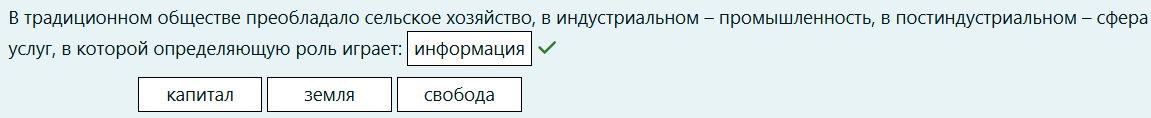 В традиционном обществе преобладало сельское хозяйство, в индустриальном – промышленность, в постиндустриальном – сфера
услуг, в которой определяющую роль играет: информация
капитал земля свобода